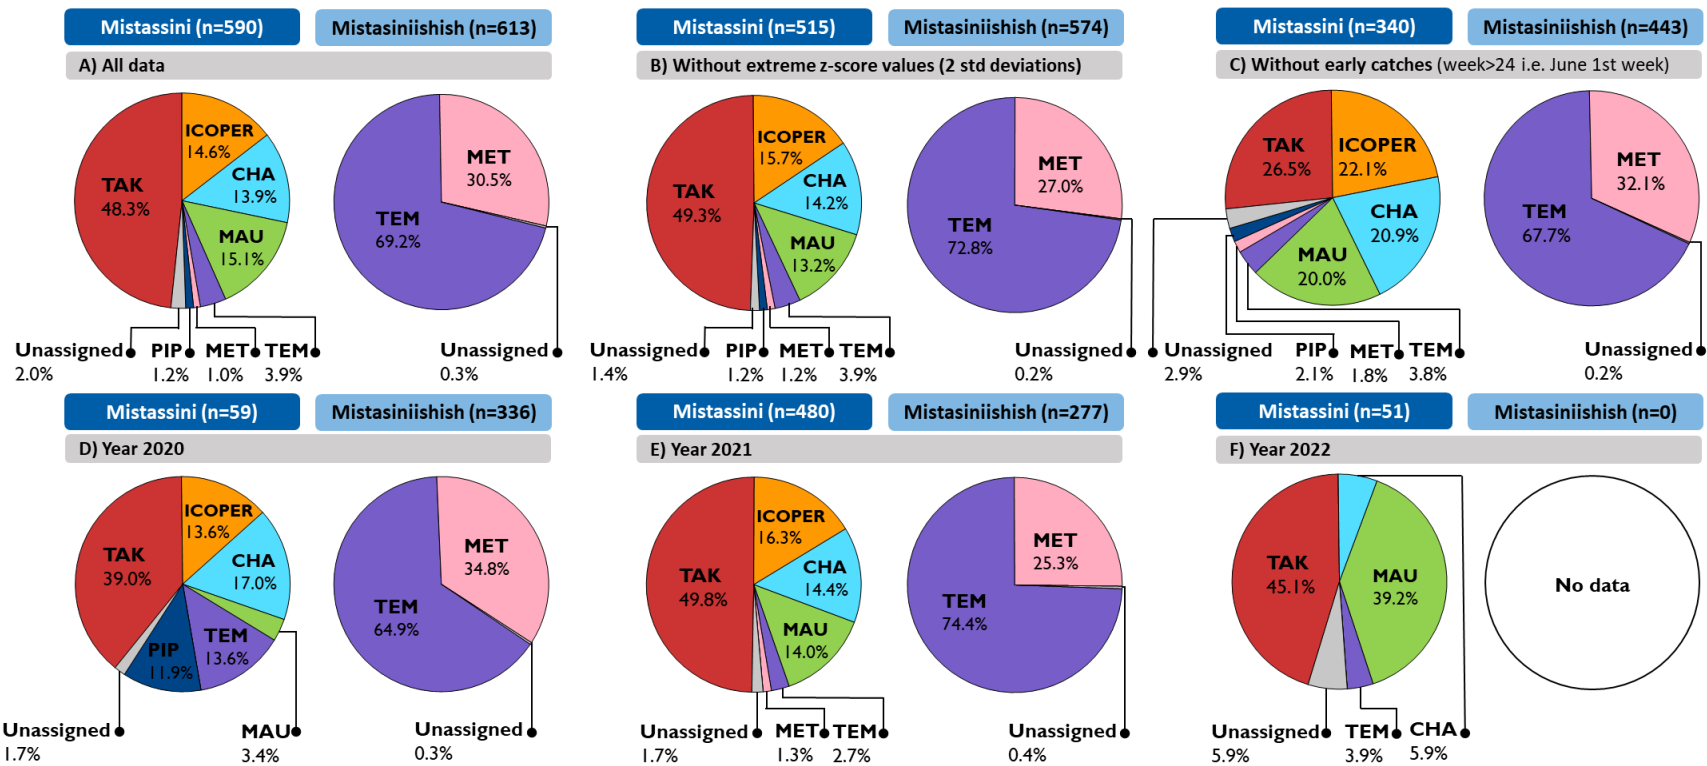 Mistassini (n=590)
Mistasiniishish (n=613)
A) All data
TAK
48.3%
ICOPER
14.6%
CHA
13.9%
MAU
15.1%
Unassigned
2.0%
PIP
1.2%
MET
1.0%
TEM
3.9%
MET
30.5%
TEM
69.2%
Unassigned
0.3%
Mistassini (n=515)
Mistasiniishish (n=574)
B) Without extreme z-score values (2 std deviations)
TAK
49.3%
ICOPER
15.7%
CHA
14.2%
MAU
13.2%
Unassigned
1.4%
PIP
1.2%
MET
1.2%
TEM
3.9%
MET
27.0%
TEM
72.8%
Unassigned
0.2%
Mistassini (n=340)
Mistasiniishish (n=443)
C) Without early catches (week>24 i.e. June 1st week)
TAK
26.5%
ICOPER
22.1%
CHA
20.9%
MAU
20.0%
Unassigned
2.9%
PIP
2.1%
MET
1.8%
TEM
3.8%
MET
32.1%
TEM
67.7%
Unassigned
0.2%
Mistassini (n=59)
Mistasiniishish (n=336)
D) Year 2020
TAK
39.0%
ICOPER
13.6%
CHA
17.0%
TEM
13.6%
PIP
11.9%
Unassigned
1.7%
MAU
3.4%
MET
34.8%
TEM
64.9%
Unassigned
0.3%
Mistassini (n=480)
Mistasiniishish (n=277)
E) Year 2021
TAK
49.8%
ICOPER
16.3%
CHA
14.4%
MAU
14.0%
Unassigned
1.7%
MET
1.3%
TEM
2.7%
MET
25.3%
TEM
74.4%
Unassigned
0.4%
Mistassini (n=51)
Mistasiniishish (n=0)
F) Year 2022
TAK
45.1%
MAU
39.2%
Unassigned
5.9%
TEM
3.9%
CHA
5.9%
No data